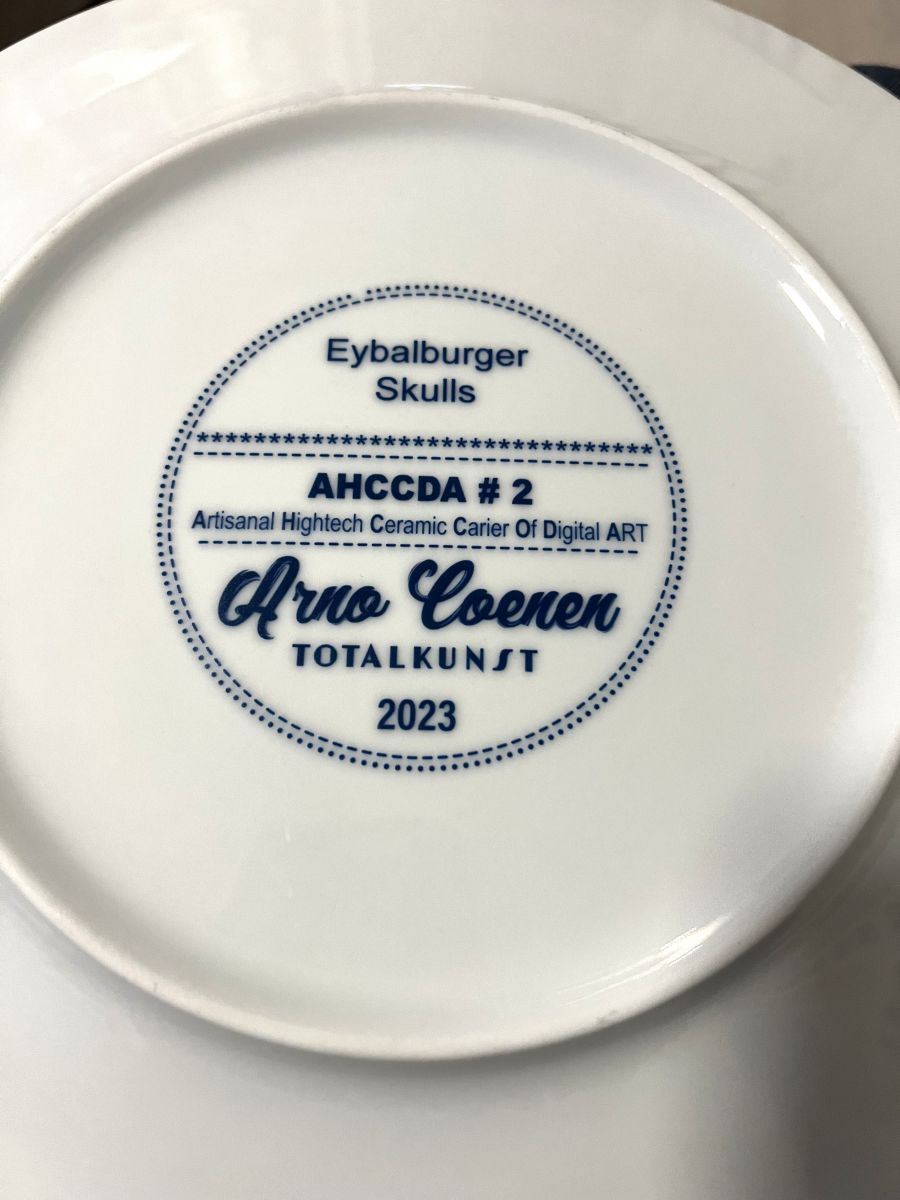 Eybalburger
Skulls
********************************
AHCCDA # 2
Artisanal Hightech Ceramic Carier Of Digital ART
Arno Coenen
TOTALKUNST
2023